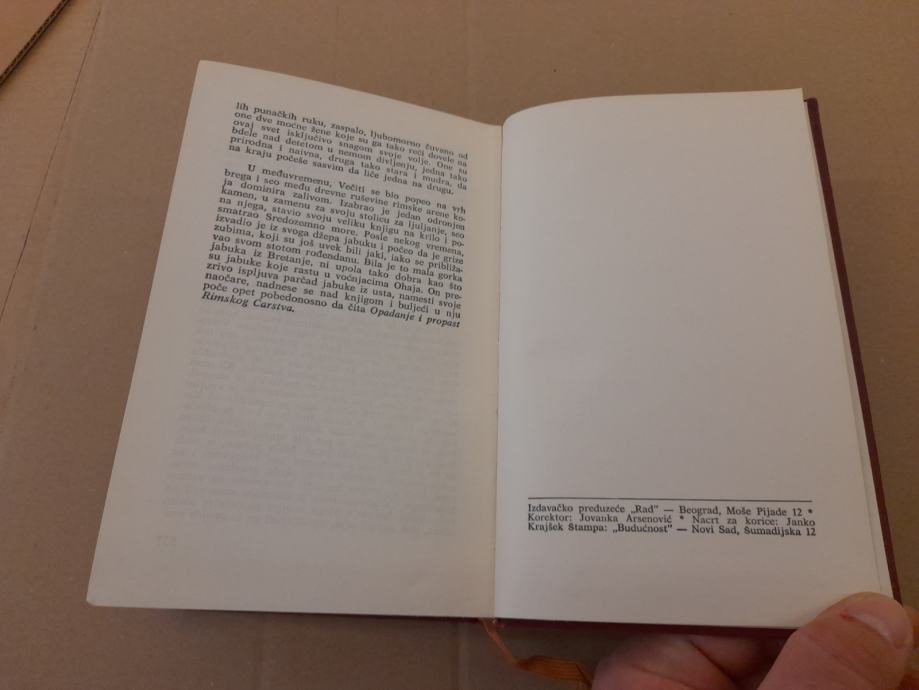 lih punačkih ruku, zaspalo, ljubomorno čuvano od
one dve moćne žene koje su ga tako reći dovele na
ovaj svet isključivo snagom svoje volje. One su
bdele nad detetom u nemom divljenju, jedna tako
prirodna i naivna, druga tako stara i mudra, da
na kraju počeše sasvim da liče jedna na drugu.
U međuvremenu, Večiti se bio popeo na vrh
brega i seo među drevne ruševine rimske arene ko-
ja dominira zalivom. Izabrao je jedan odronjen
kamen, u zamenu za svoju stolicu za ljuljanje, seo
na njega, stavio svoju veliku knjigu na krilo i po-
smatrao Sredozemno more. Posle nekog vremena,
izvadio je iz svoga džepa jabuku i počeo da je grize
zubima, koji su još uvek bili jaki, iako se približa-
vao svom stotom rođendanu. Bila je to mala gorka
jabuka iz Bretanje, ni upola tako dobra kao što
su jabuke koje rastu u voćnjacima Ohaja. On pre-
zrivo ispljuva parčad jabuke iz usta, namesti svoje
naočare, nadnese se nad knjigom i buljeći u nju
poče opet pobedonosno da čita Opadanje i propast
Rimskog Carstva.
Izdavačko preduzeće „Rad" — Beograd, Moše Pijade 12 *
Korektor: Jovanka Arsenović * Nacrt za korice: Janko
Krajšek Štampa: „Budućnost" — Novi Sad, Šumadijska 12